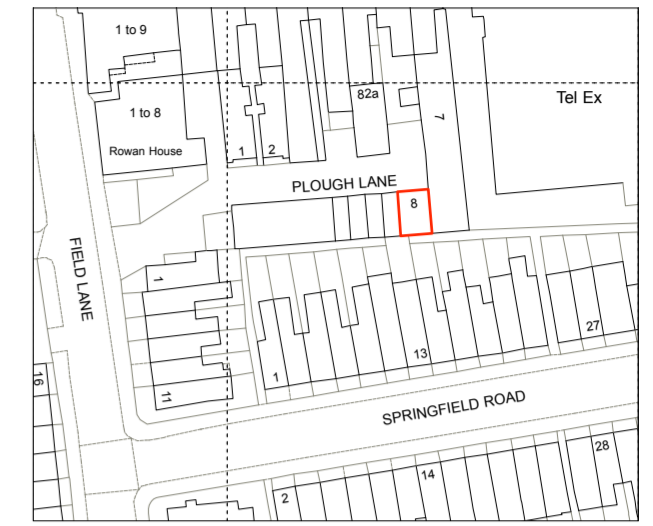 1 to 9
82a
Tel Ex
1 to 8
7
Rowan House
1
2
PLOUGH LANE
8
FIELD LANE
1
27
13
16
1
11
SPRINGFIELD ROAD
28
14
2